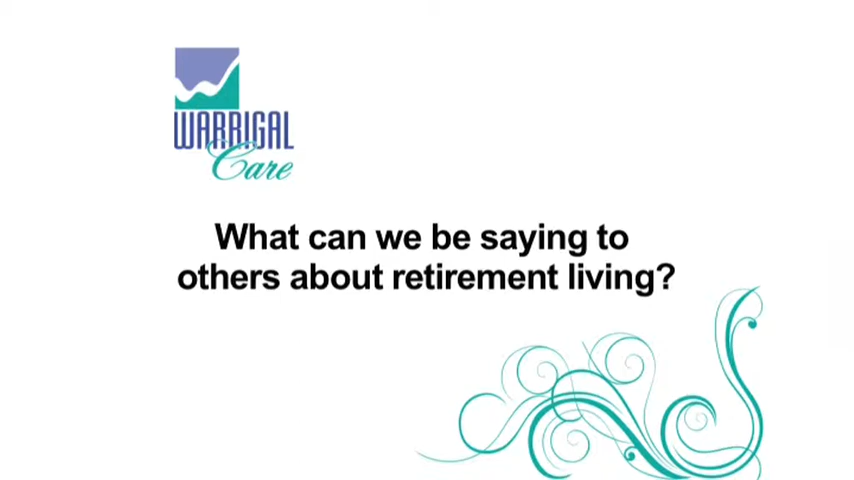 WARRIGAL
Care
What can we be saying to
others about retirement living?